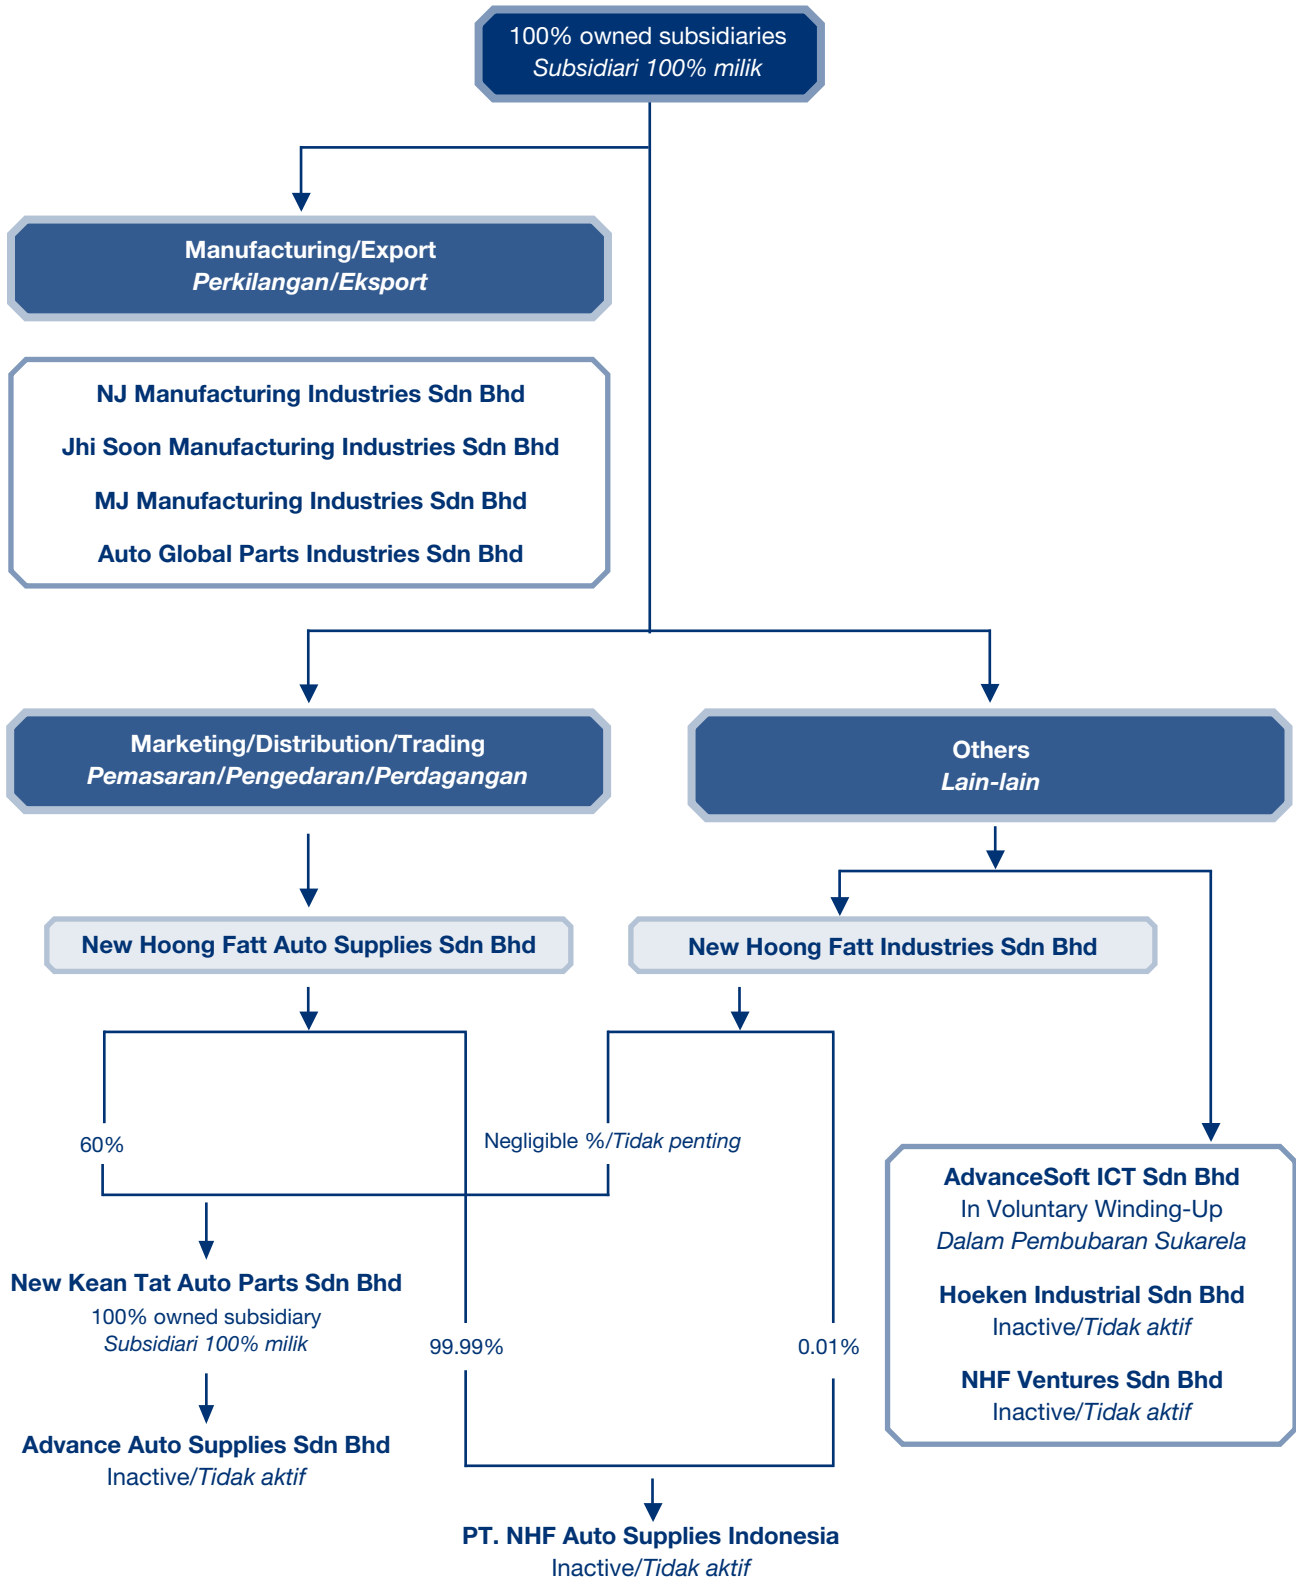 100% owned subsidiaries
Subsidiari 100% milik
Manufacturing/Export
Perkilangan/Eksport
NJ Manufacturing Industries Sdn Bhd
Jhi Soon Manufacturing Industries Sdn Bhd
MJ Manufacturing Industries Sdn Bhd
Auto Global Parts Industries Sdn Bhd
Marketing/Distribution/Trading
Pemasaran/Pengedaran/Perdagangan
Others
Lain-lain
New Hoong Fatt Auto Supplies Sdn Bhd
New Hoong Fatt Industries Sdn Bhd
60%
Negligible %/Tidak penting
New Kean Tat Auto Parts Sdn Bhd
100% owned subsidiary
Subsidiari 100% milik
99.99%
0.01%
AdvanceSoft ICT Sdn Bhd
In Voluntary Winding-Up
Dalam Pembubaran Sukarela
Hoeken Industrial Sdn Bhd
Inactive/Tidak aktif
NHF Ventures Sdn Bhd
Inactive/Tidak aktif
Advance Auto Supplies Sdn Bhd
Inactive/Tidak aktif
PT. NHF Auto Supplies Indonesia
Inactive/Tidak aktif